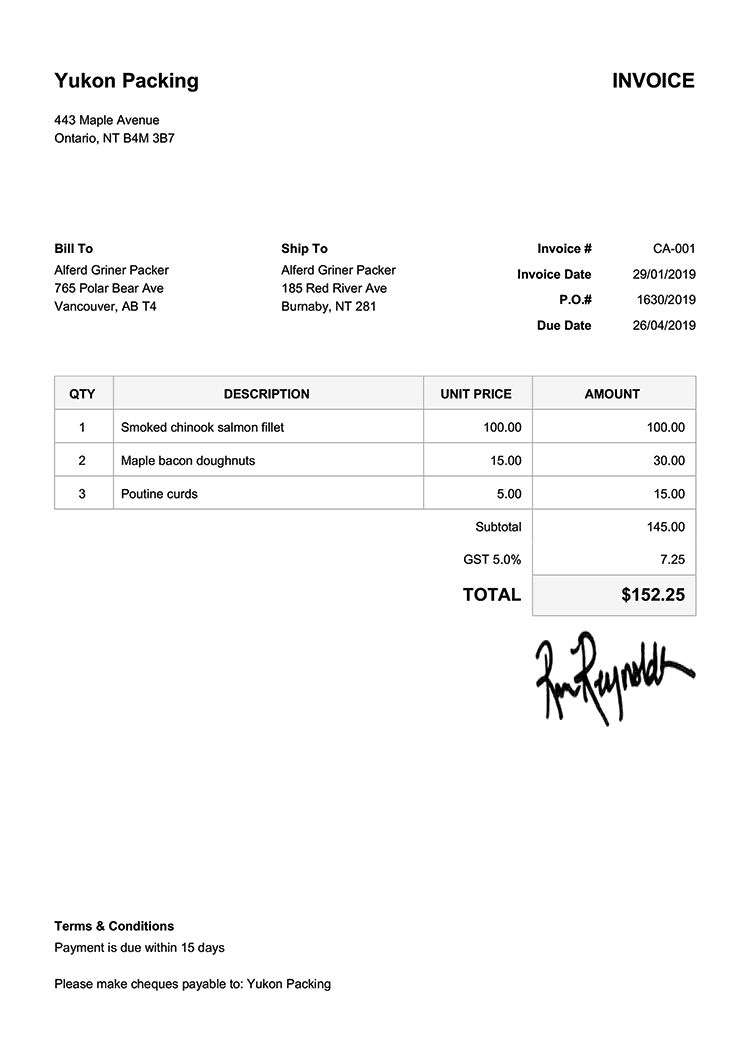 Yukon Packing INVOICE
443 Maple Avenue
Ontario, NT B4M 3B7
Bill To Ship To Invoice # CA-001
Alferd Griner Packer Alferd Griner Packer Invoice Date 29/01/2019
765 Polar Bear Ave 185 Red River Ave P.O.# 1630/2019
Vancouver, AB T4 Burnaby, NT 281 Due Date 26/04/2019
QTY DESCRIPTION UNIT PRICE AMOUNT
1 Smoked chinook salmon fillet 100.00 100.00
2 Maple bacon doughnuts 15.00 30.00
3 Poutine curds 5.00 15.00
Subtotal 145.00
GST 5.0% 7.25
TOTAL $152.25
Terms & Conditions
Payment is due within 15 days
Please make cheques payable to: Yukon Packing